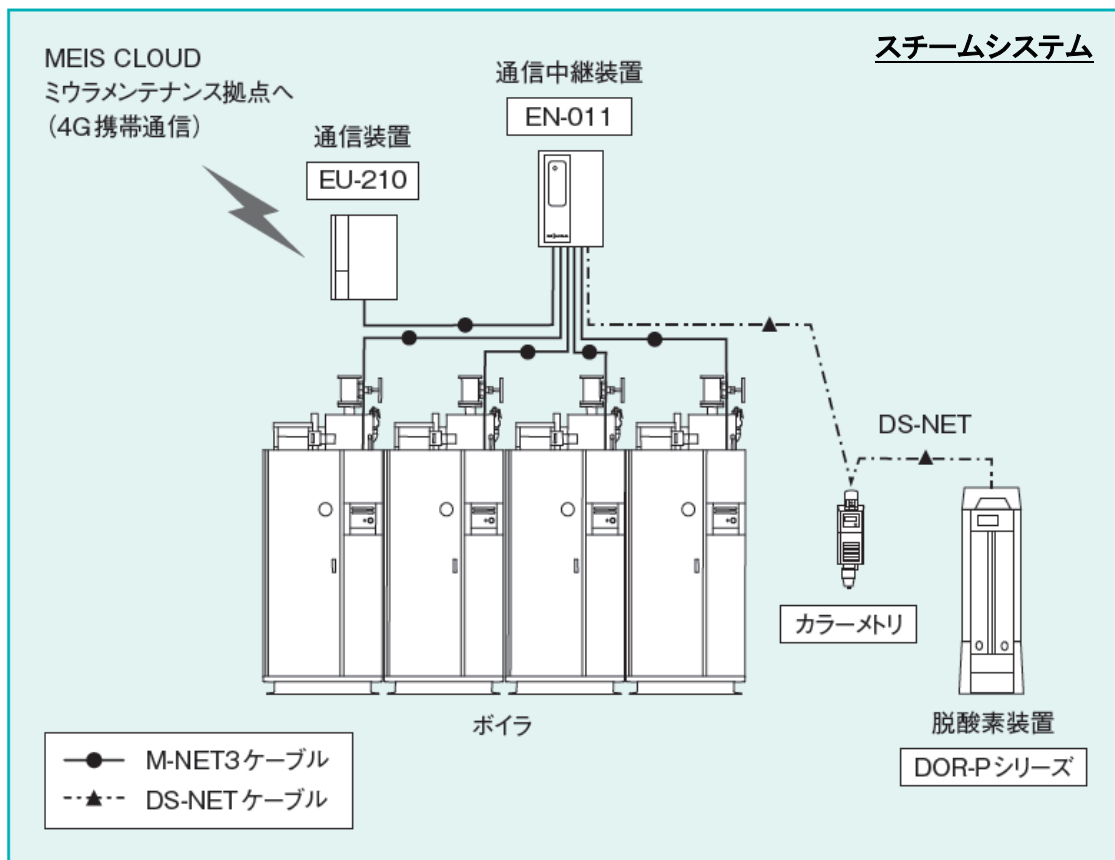 スチームシステム
MEIS CLOUD
ミウラメンテナンス拠点へ
(4G携帯通信)
通信装置
EU-210
通信中継装置
EN-011
DS-NET
カラーメトリ
脱酸素装置
DOR-Pシリーズ
ボイラ
M-NET3ケーブル
DS-NETケーブル